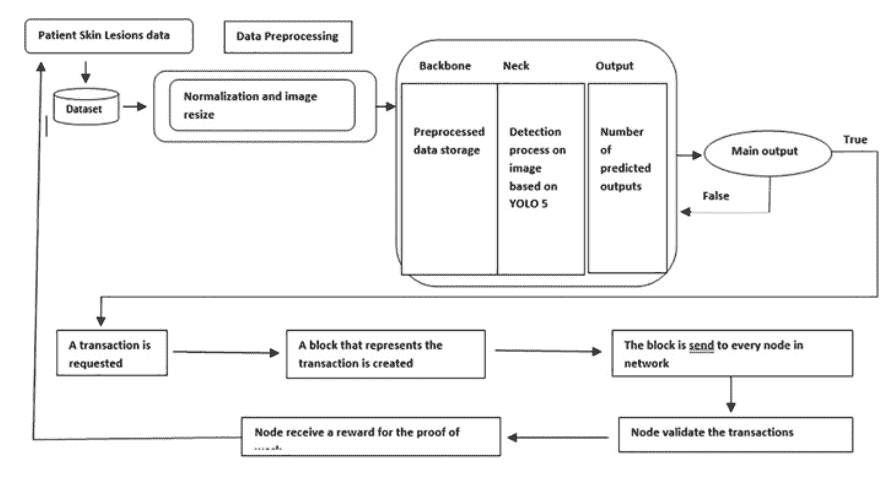 Patient Skin Lesions data
Data Preprocessing
Dataset
Normalization and image
resize
Backbone
Neck
Output
Preprocessed
data storage
Detection
process on
image
based on
YOLO 5
Number
of
predicted
outputs
Main output
True
False
A transaction is
requested
A block that represents the
transaction is created
The block is send to every node in
network
Node validate the transactions
Node receive a reward for the proof of